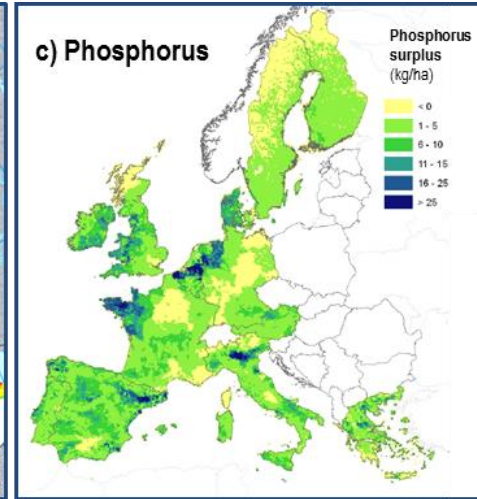 c) Phosphorus
Phosphorus
surplus
(kg/ha)
< 0
1 - 5
6 - 10
11 - 15
16 - 25
> 25